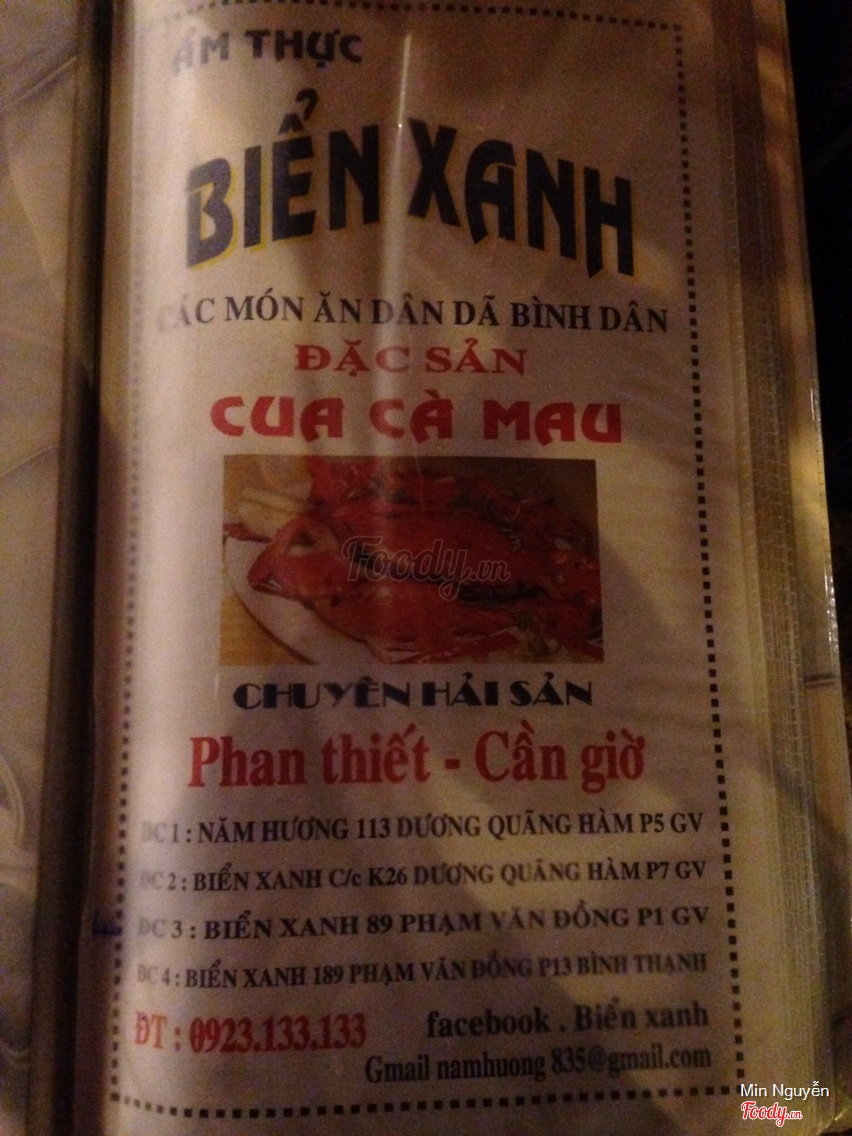 ẨM THỰC
BIỂN XANH
CÁC MÓN ĂN DÂN DÃ BÌNH DÂN
ĐẶC SẢN
CUA CÀ MAU
Foody.vn
CHUYÊN HẢI SẢN
Phan thiết - Cần giờ
ĐC 1 : NĂM HƯƠNG 113 DƯƠNG QUÃNG HÀM P5 GV
ĐC 2 : BIỂN XANH C/c K26 DƯƠNG QUÃNG HÀM P7 GV
ĐC 3 : BIỂN XANH 89 PHẠM VĂN ĐỒNG P1 GV
ĐC 4 : BIỂN XANH 189 PHẠM VĂN ĐỒNG P13 BÌNH THẠNH
ĐT : 0923.133.133
facebook . Biển xanh
Gmail namhuong 835@gmail.com
Min Nguyễn
Foody.vn